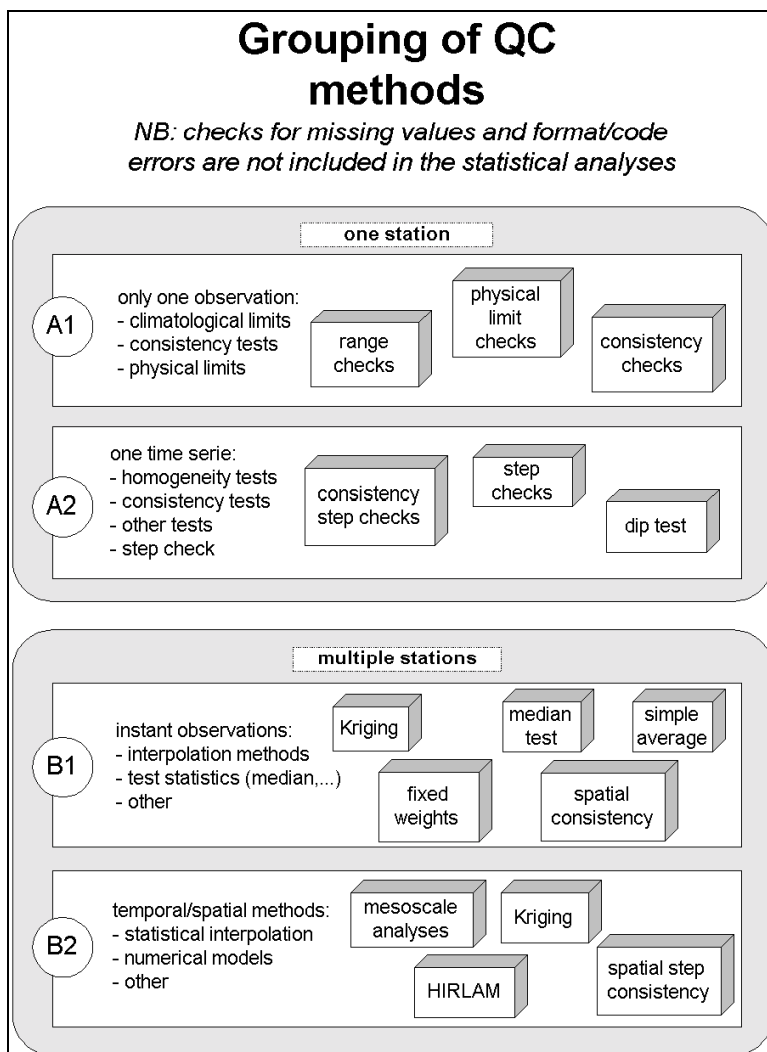 Grouping of QC
methods
NB: checks for missing values and format/code
errors are not included in the statistical analyses
one station
A1
only one observation:
- climatological limits
- consistency tests
- physical limits
range
checks
physical
limit
checks
consistency
checks
A2
one time serie:
- homogeneity tests
- consistency tests
- other tests
- step check
consistency
step checks
step
checks
dip test
multiple stations
B1
instant observations:
- interpolation methods
- test statistics (median,...)
- other
Kriging
median
test
simple
average
fixed
weights
spatial
consistency
B2
temporal/spatial methods:
- statistical interpolation
- numerical models
- other
mesoscale
analyses
Kriging
HIRLAM
spatial step
consistency